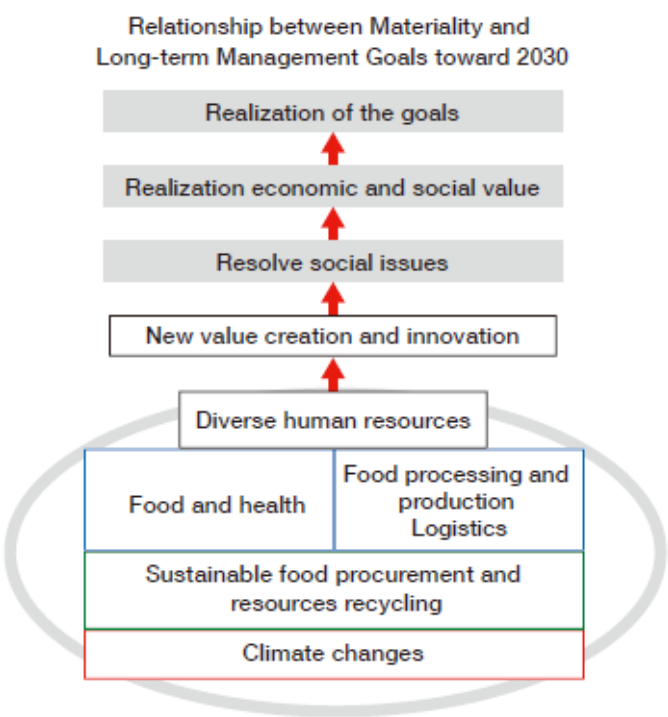 Relationship between Materiality and
Long-term Management Goals toward 2030
Realization of the goals
Realization economic and social value
Resolve social issues
New value creation and innovation
Diverse human resources
Food and health
Food processing and
production
Logistics
Sustainable food procurement and
resources recycling
Climate changes